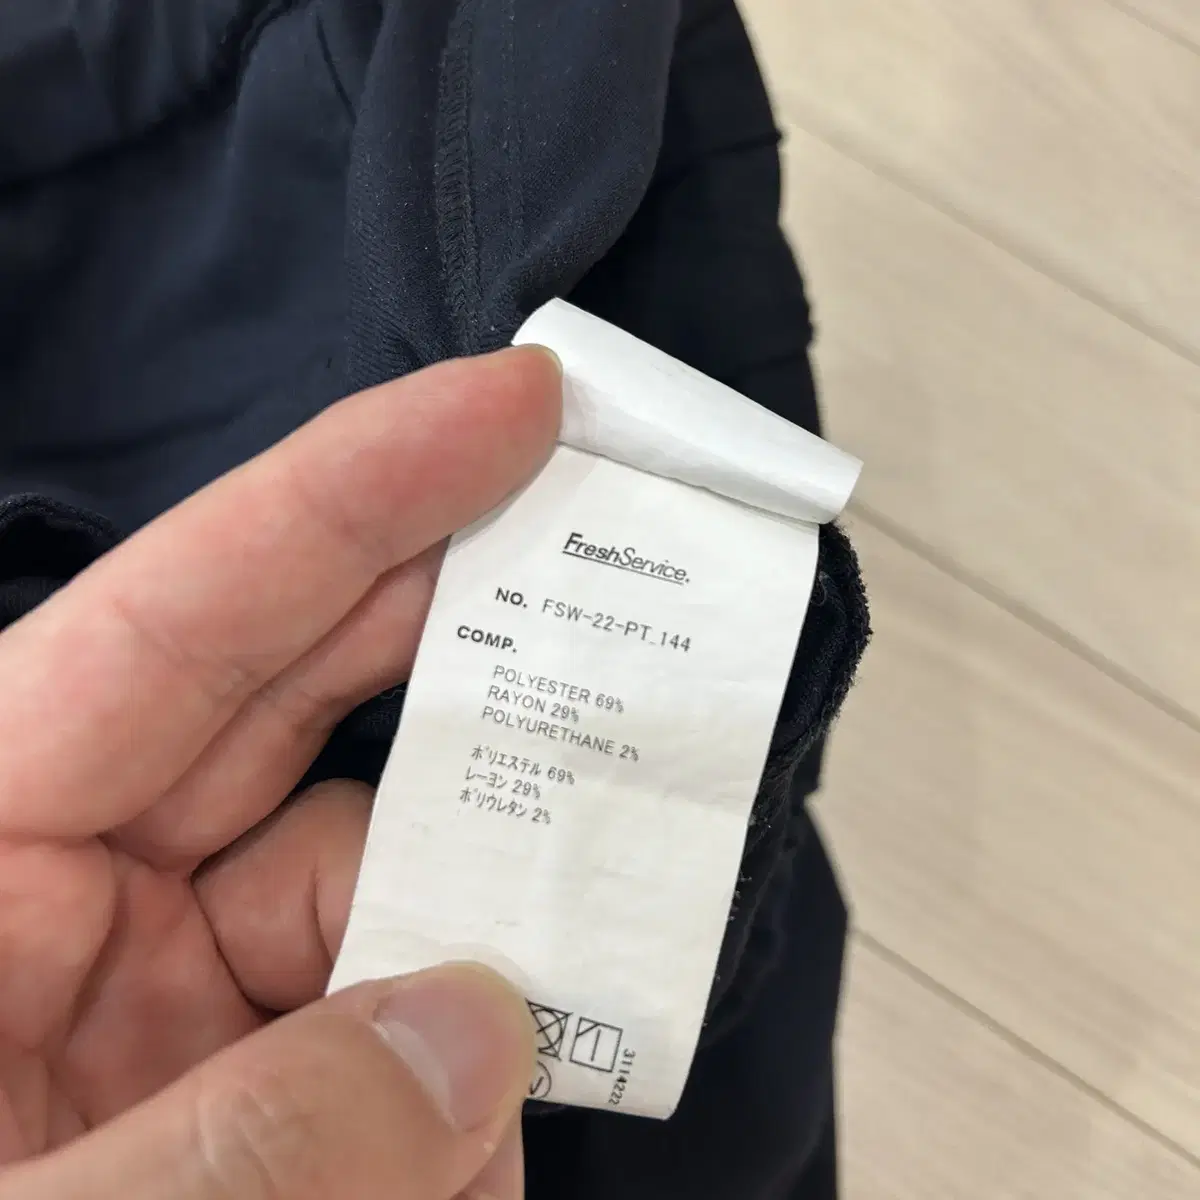 FreshService.
NO. FSW-22-PT_144
COMP.
POLYESTER 69%
RAYON 29%
POLYURETHANE 2%
ポリエステル 69%
レーヨン 29%
ポリウレタン 2%
3114222